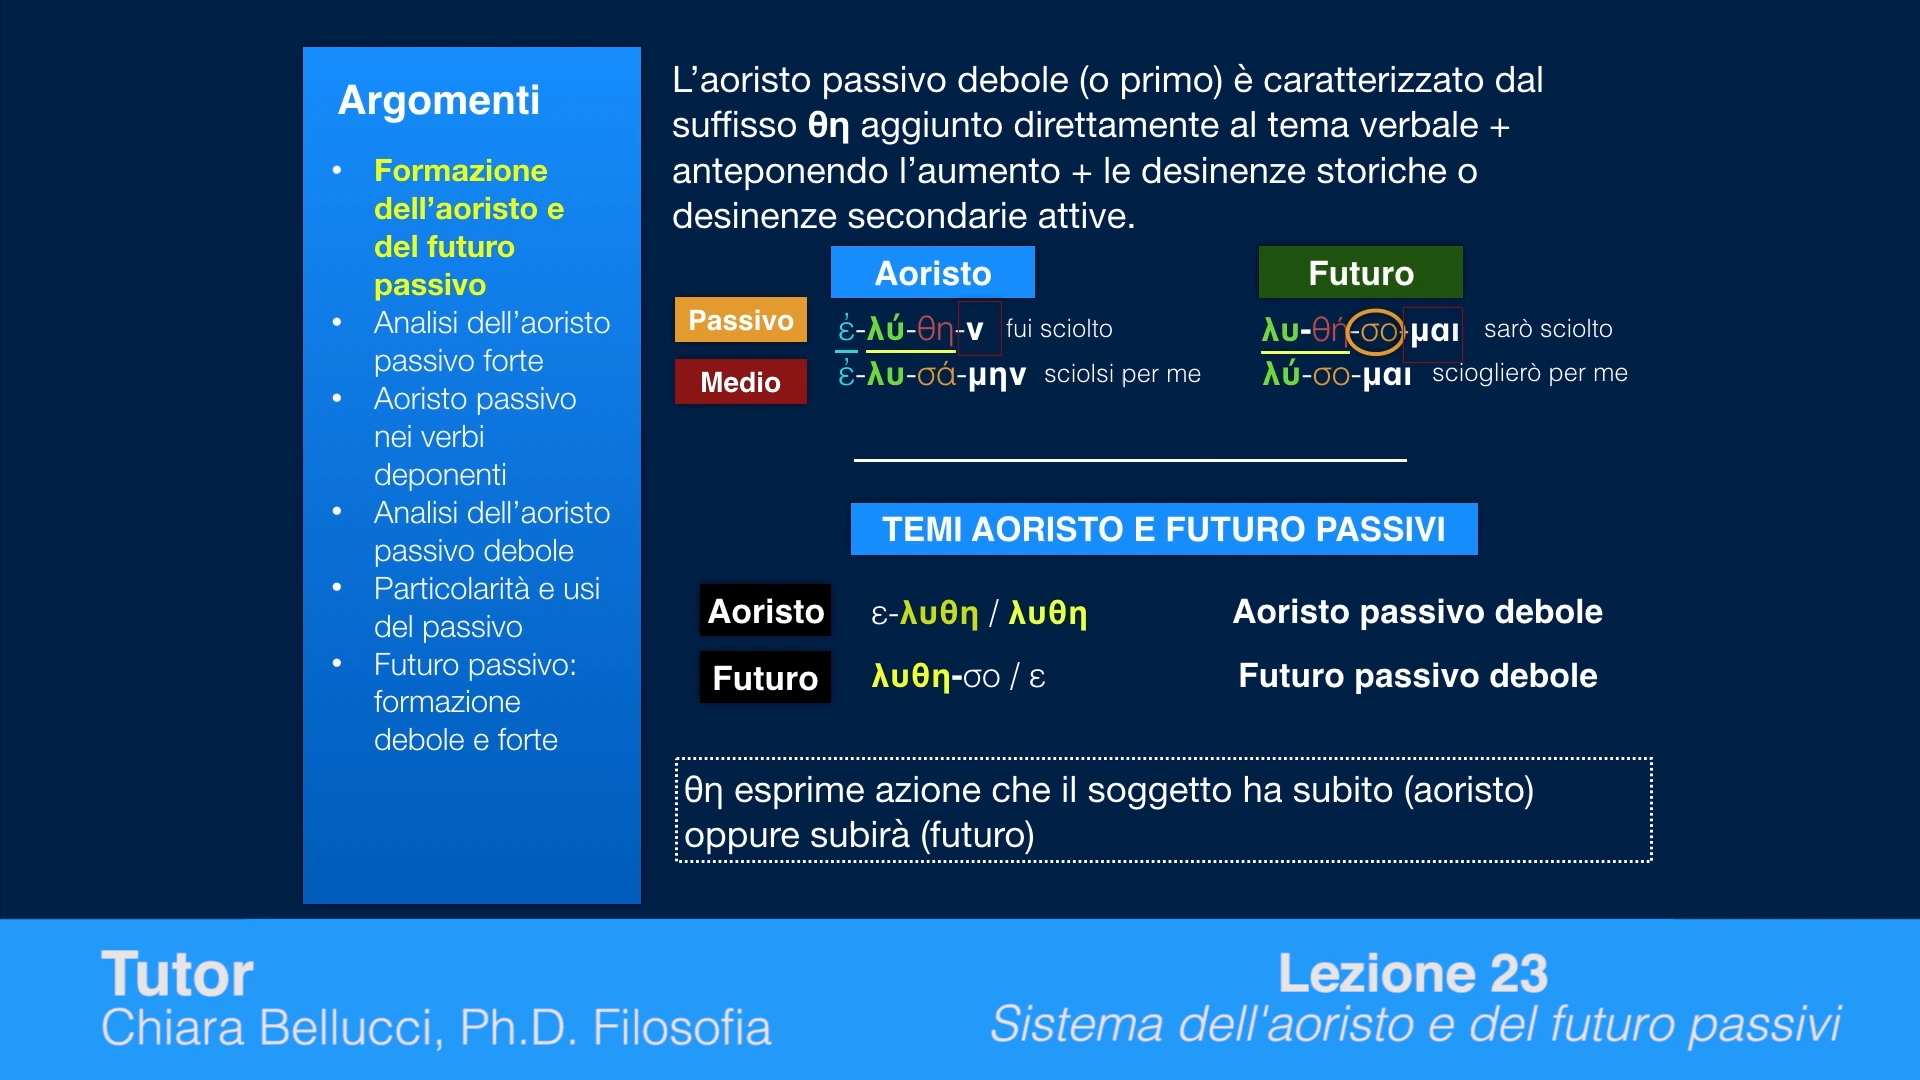 Argomenti
• Formazione
dell’aoristo e
del futuro
passivo
• Analisi dell’aoristo
passivo forte
• Aoristo passivo
nei verbi
deponenti
• Analisi dell’aoristo
passivo debole
• Particolarità e usi
del passivo
• Futuro passivo:
formazione
debole e forte
L’aoristo passivo debole (o primo) è caratterizzato dal
suffisso θη aggiunto direttamente al tema verbale +
anteponendo l’aumento + le desinenze storiche o
desinenze secondarie attive.
Aoristo Futuro
Passivo ἐ-λύ-θη-ν fui sciolto λυ-θή-σο-μαι sarò sciolto
Medio ἐ-λυ-σά-μην sciolsi per me λύ-σο-μαι scioglierò per me
TEMI AORISTO E FUTURO PASSIVI
Aoristo ε-λυθη / λυθη Aoristo passivo debole
Futuro λυθη-σο / ε Futuro passivo debole
θη esprime azione che il soggetto ha subito (aoristo)
oppure subirà (futuro)
Tutor
Chiara Bellucci, Ph.D. Filosofia
Lezione 23
Sistema dell'aoristo e del futuro passivi